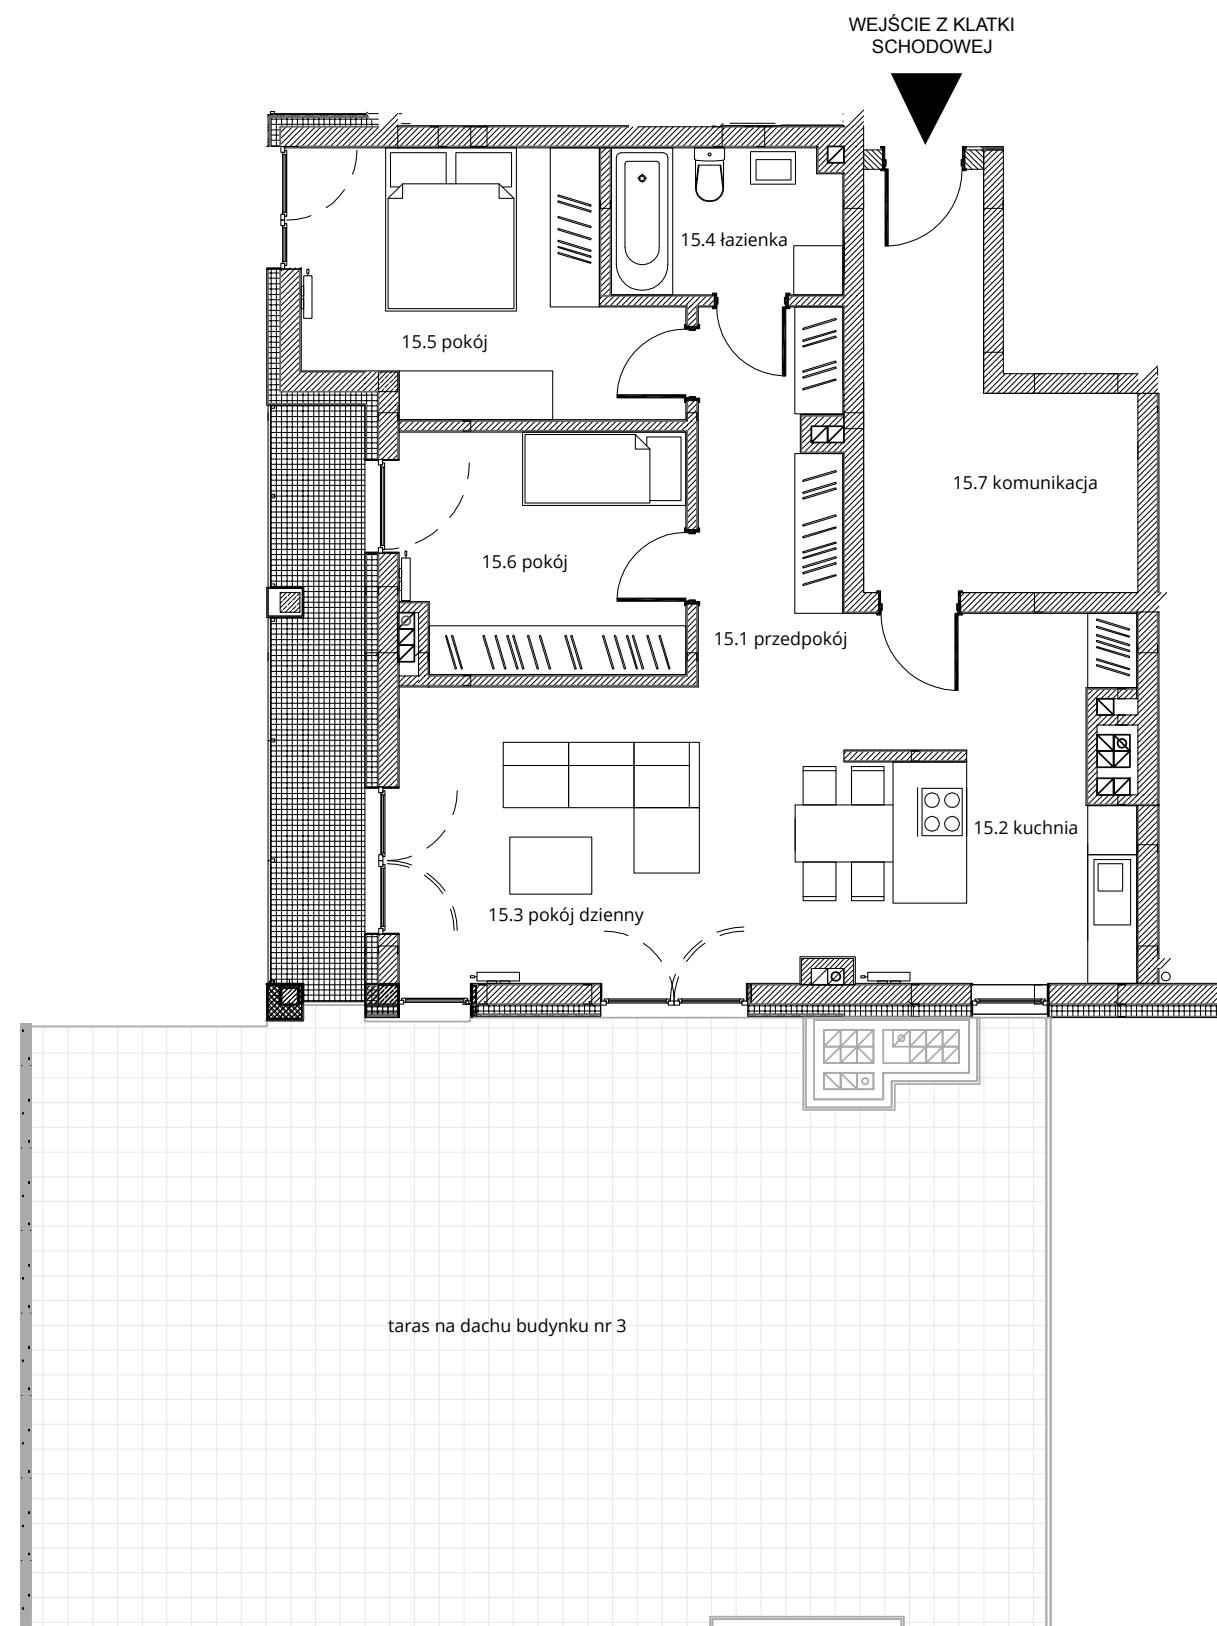 WEJŚCIE Z KLATKI
SCHODOWEJ
15.4 łazienka
15.5 pokój
15.7 komunikacja
15.6 pokój
15.1 przedpokój
15.2 kuchnia
15.3 pokój dzienny
taras na dachu budynku nr 3